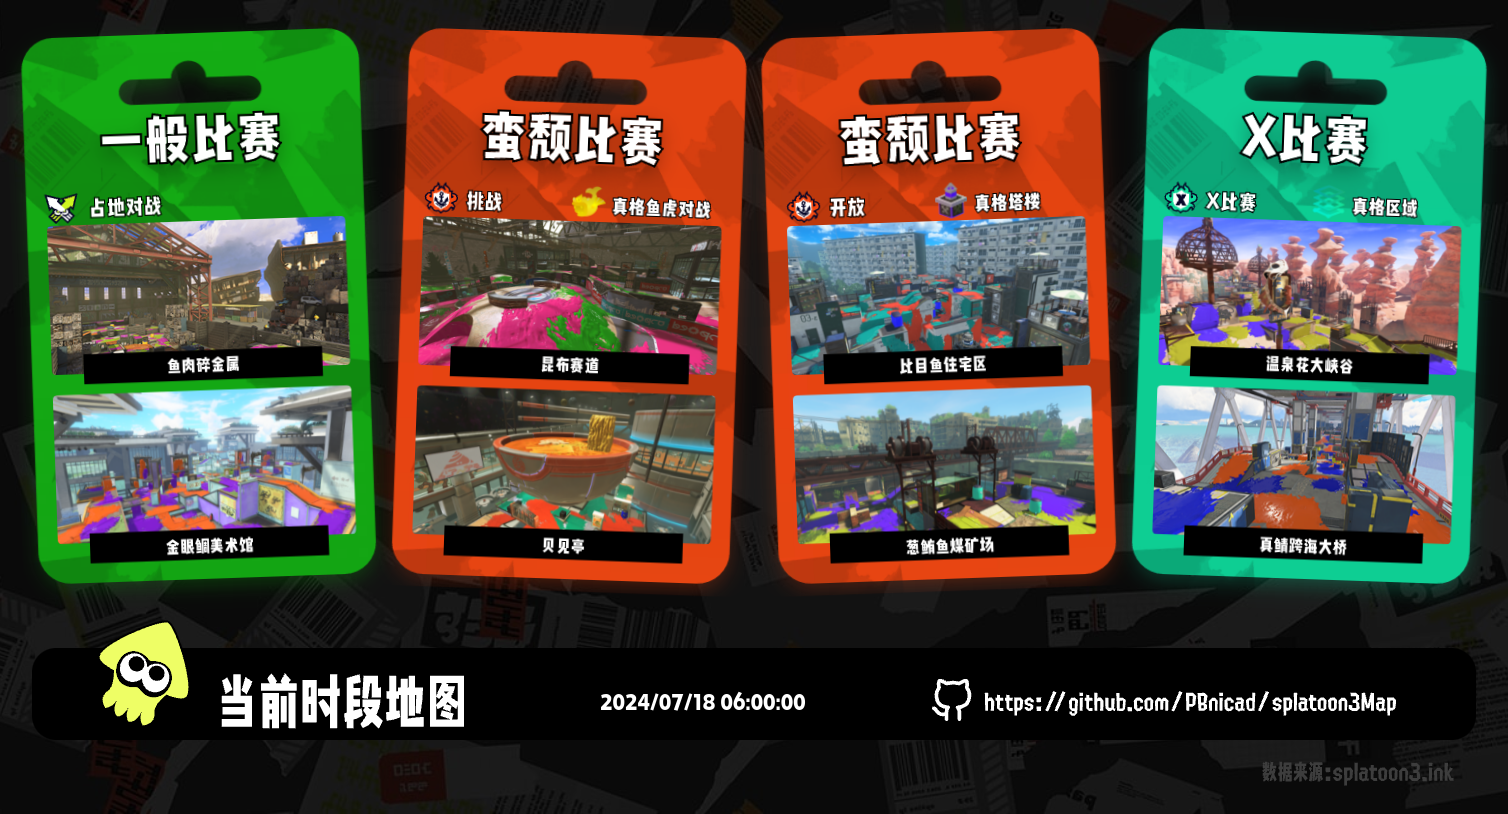 一般比赛
占地对战
鱼肉碎金属
金眼鲷美术馆
蛮颓比赛
挑战
真格鱼虎对战
昆布赛道
贝见亭
蛮颓比赛
开放
真格塔楼
比目鱼住宅区
葱鲔鱼煤矿场
X比赛
X比赛
真格区域
温泉花大峡谷
真鲭跨海大桥
当前时段地图
2024/07/18 06:00:00
https://github.com/PBnicad/splatoon3Map
数据来源:splatoon3.ink